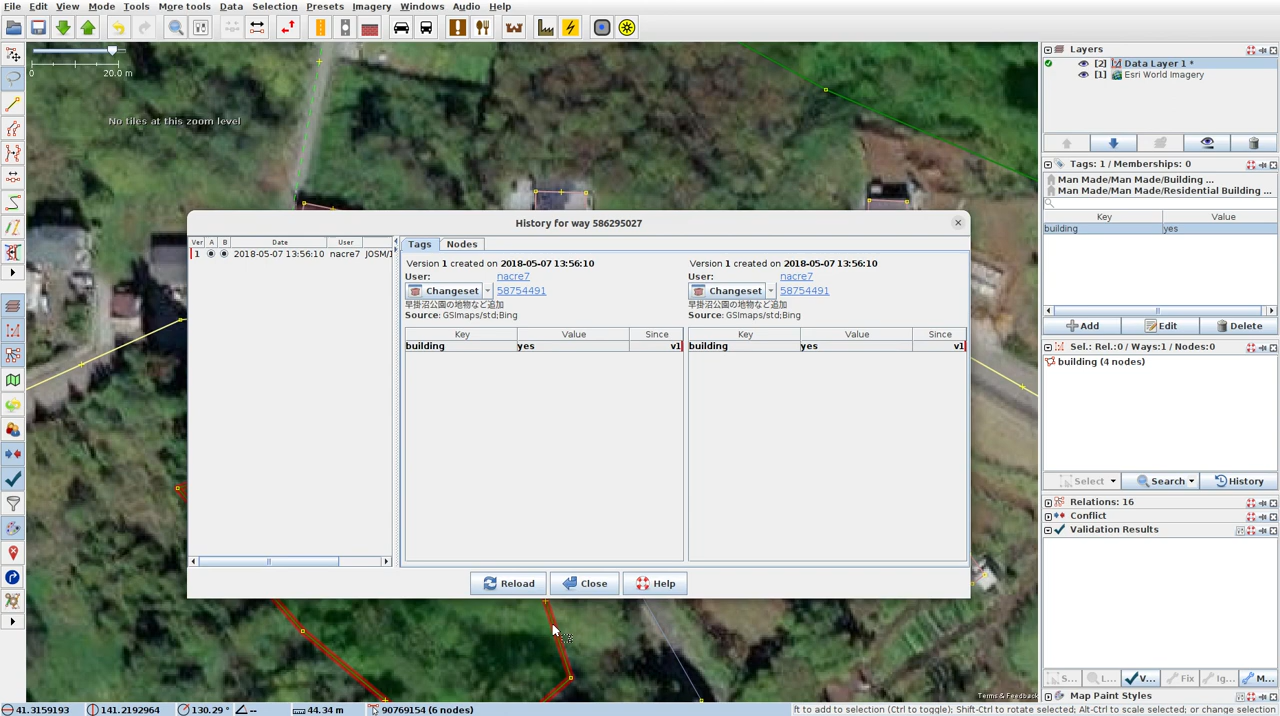 File Edit View Mode Tools More tools Data Selection Presets Imagery Windows Audio Help
0 20.0 m
No tiles at this zoom level
Layers
[2] Data Layer 1 *
[1] Esri World Imagery
Tags: 1 / Memberships: 0
Man Made/Man Made/Building ...
Man Made/Man Made/Residential Building ...
Key Value
building yes
Add Edit Delete
Sel.: Rel.:0 / Ways:1 / Nodes:0
building (4 nodes)
Select Search History
Relations: 16
Conflict
Validation Results
S... L... V... Fix Ig... M...
Map Paint Styles
History for way 586295027
Ver A B Date User
1 2018-05-07 13:56:10 nacre7 JOSM/1
Tags Nodes
Version 1 created on 2018-05-07 13:56:10
User: nacre7
Changeset 58754491
早掛沼公園の地物など追加
Source: GSImaps/std;Bing
Key Value Since
building yes v1
Version 1 created on 2018-05-07 13:56:10
User: nacre7
Changeset 58754491
早掛沼公園の地物など追加
Source: GSImaps/std;Bing
Key Value Since
building yes v1
Reload Close Help
Terms & Feedback
41.3159193 141.2192964 130.29 ° -- 44.34 m 90769154 (6 nodes) ft to add to selection (Ctrl to toggle); Shift-Ctrl to rotate selected; Alt-Ctrl to scale selected; or change selection